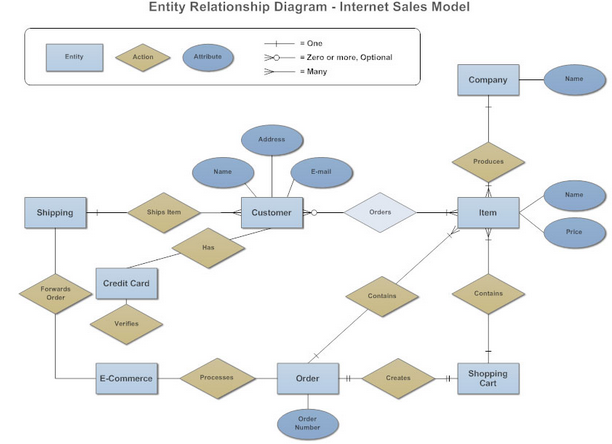 Entity Relationship Diagram - Internet Sales Model
Entity
Action
Attribute
= One
= Zero or more, Optional
= Many
Company
Name
Address
Produces
Name
E-mail
Name
Shipping
Ships Item
Customer
Orders
Item
Price
Has
Credit Card
Forwards
Order
Contains
Contains
Verifies
E-Commerce
Processes
Order
Creates
Shopping
Cart
Order
Number